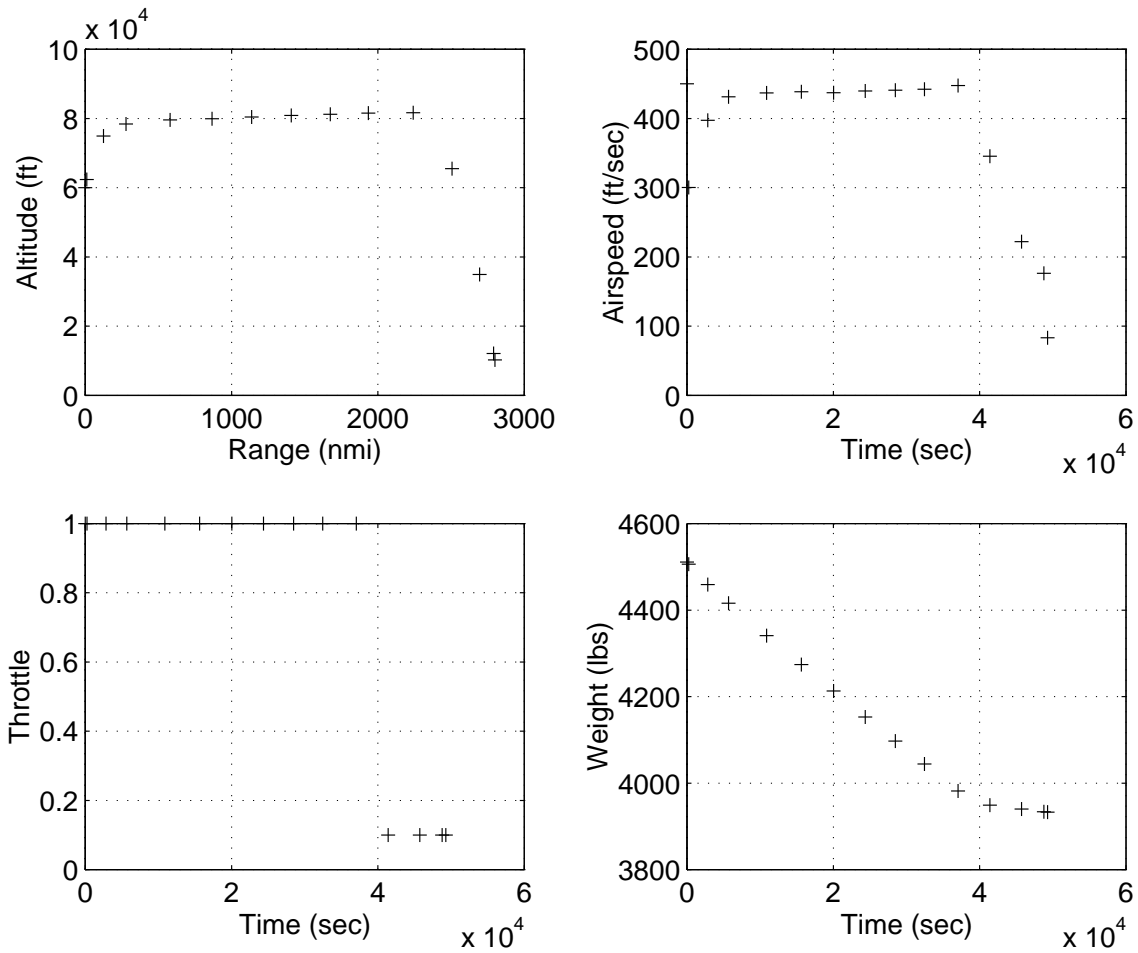 x 10^4
10
8
6
4
2
0
Altitude (ft)
0 1000 2000 3000
Range (nmi)
500
400
300
200
100
0
Airspeed (ft/sec)
0 2 4 6
Time (sec)
x 10^4
1
0.8
0.6
0.4
0.2
0
Throttle
0 2 4 6
Time (sec)
x 10^4
4600
4400
4200
4000
3800
Weight (lbs)
0 2 4 6
Time (sec)
x 10^4